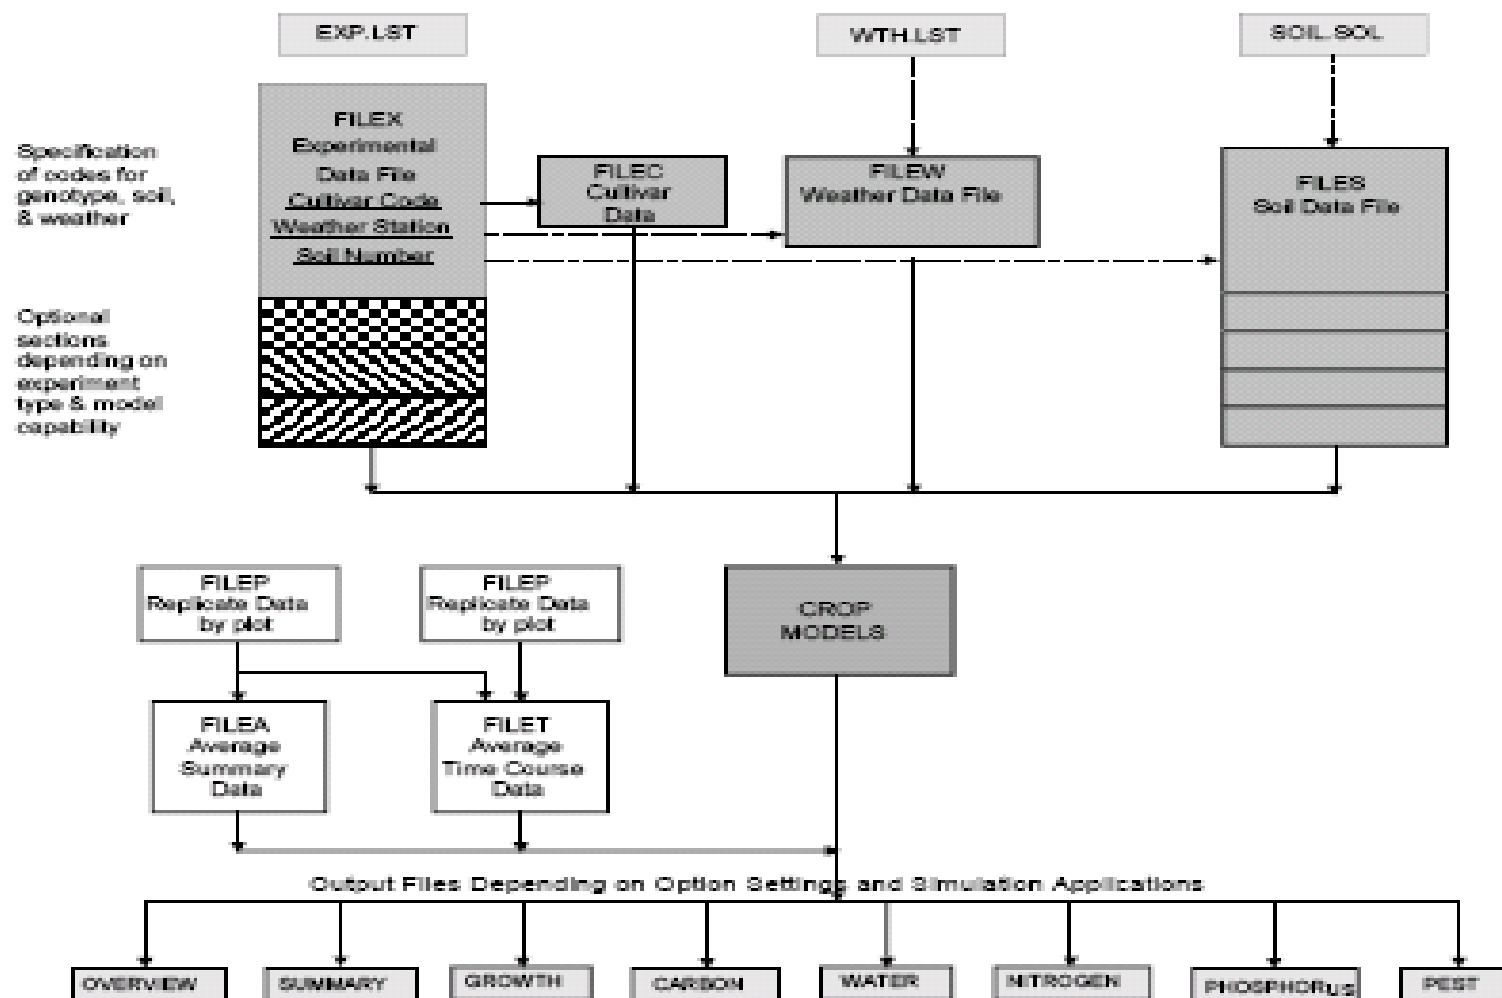 EXP.LST
WTH.LST
SOIL.SOL
Specification
of codes for
genotype, soil,
& weather
FILEX
Experimental
Data File
Cultivar Code
Weather Station
Soil Number
FILEC
Cultivar
Data
FILEW
Weather Data File
FILES
Soil Data File
Optional
sections
depending on
experiment
type & model
capability
FILEP
Replicate Data
by plot
FILEP
Replicate Data
by plot
CROP
MODELS
FILEA
Average
Summary
Data
FILET
Average
Time Course
Data
Output Files Depending on Option Settings and Simulation Applications
OVERVIEW
SUMMARY
GROWTH
CARBON
WATER
NITROGEN
PHOSPHORus
PEST